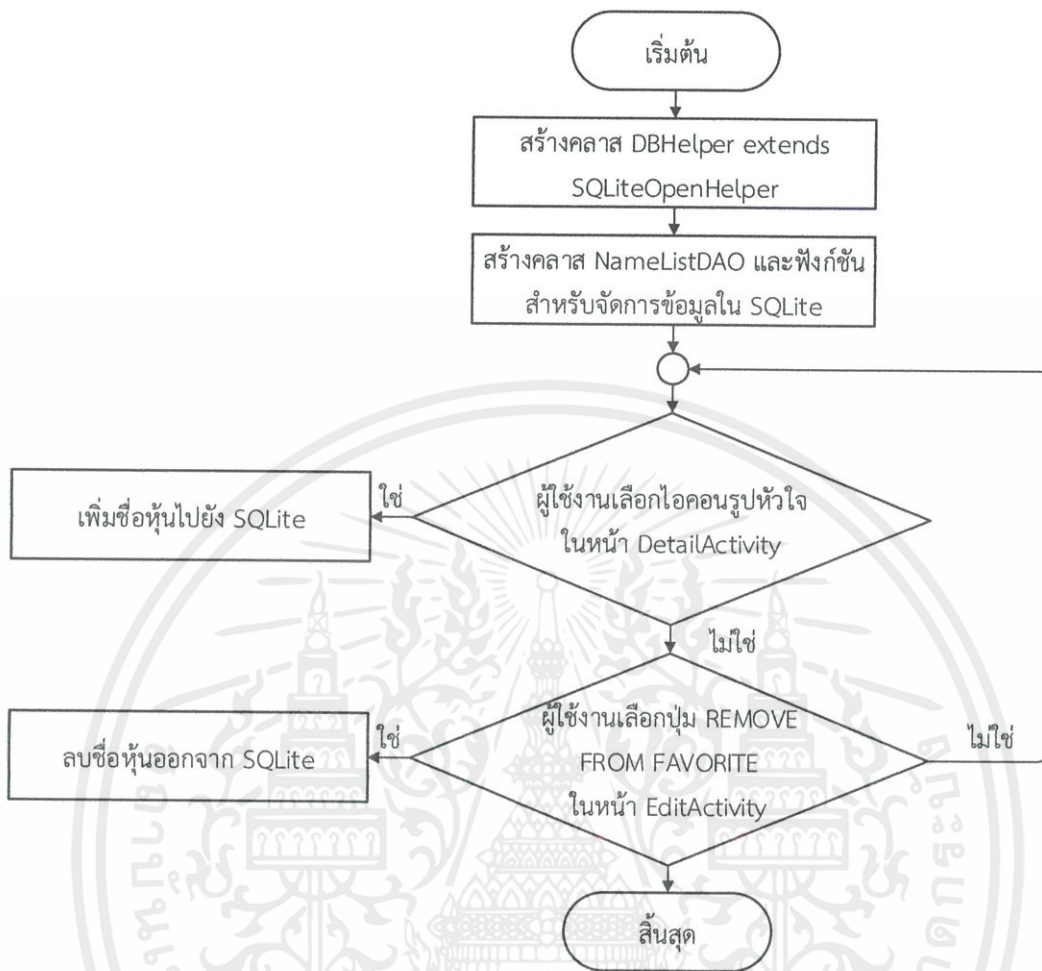 เริ่มต้น
สร้างคลาส DBHelper extends
SQLiteOpenHelper
สร้างคลาส NameListDAO และฟังก์ชัน
สำหรับจัดการข้อมูลใน SQLite
ผู้ใช้งานเลือกไอคอนรูปหัวใจ
ในหน้า DetailActivity
ใช่
เพิ่มชื่อหุ้นไปยัง SQLite
ไม่ใช่
ผู้ใช้งานเลือกปุ่ม REMOVE
FROM FAVORITE
ในหน้า EditActivity
ใช่
ลบชื่อหุ้นออกจาก SQLite
ไม่ใช่
สิ้นสุด